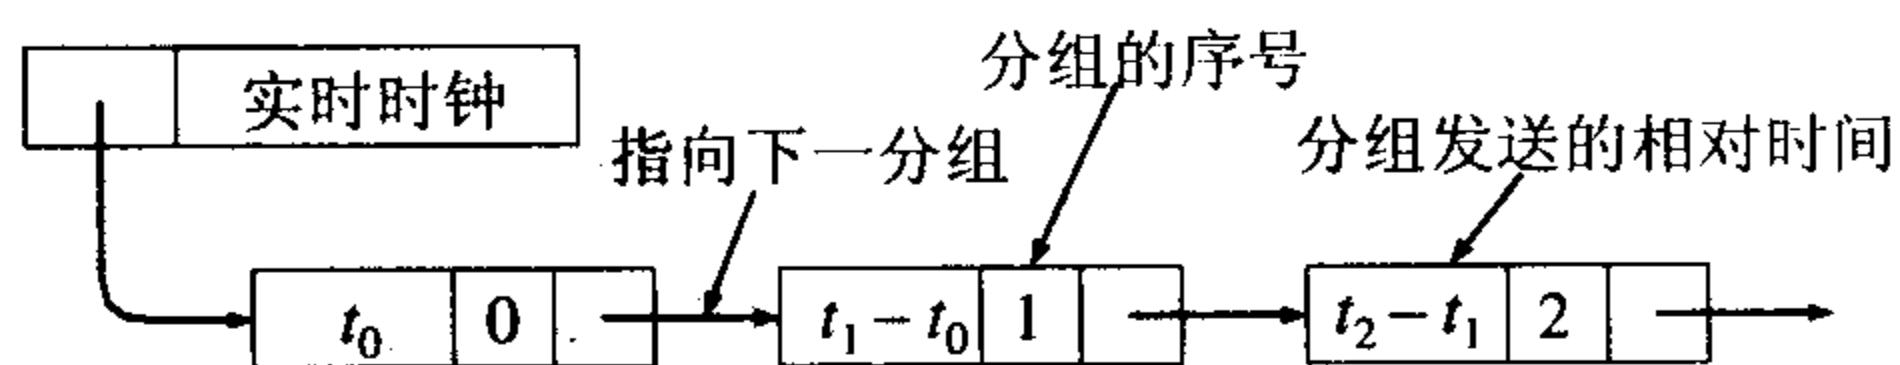 分组的序号
实时时钟
指向下一分组
分组发送的相对时间
t₀ 0
t₁ − t₀ 1
t₂ − t₁ 2